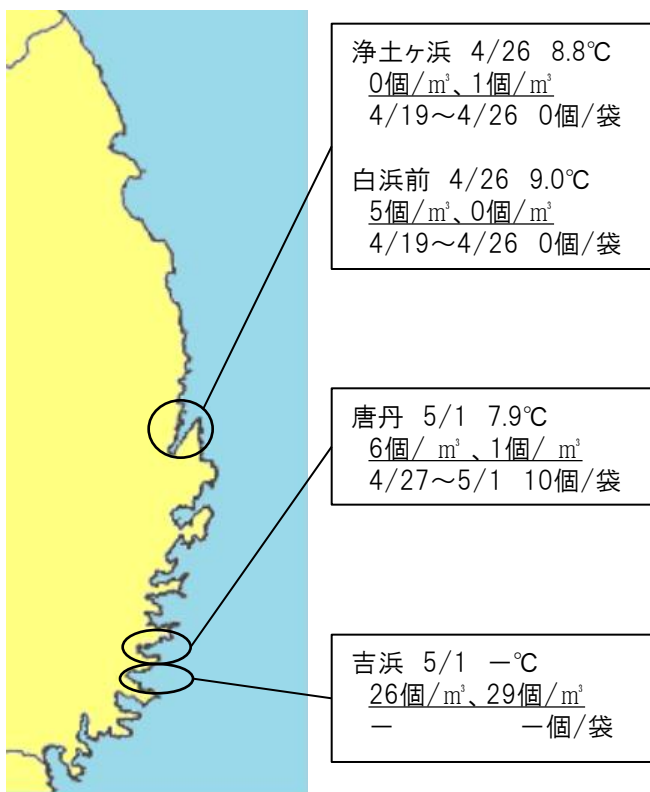 浄土ヶ浜 4/26 8.8℃
0個/㎥、1個/㎥
4/19～4/26 0個/袋
白浜前 4/26 9.0℃
5個/㎥、0個/㎥
4/19～4/26 0個/袋
唐丹 5/1 7.9℃
6個/ ㎥ 、1個/ ㎥
4/27～5/1 10個/袋
吉浜 5/1 －℃
26個/㎥、29個/㎥
－ －個/袋